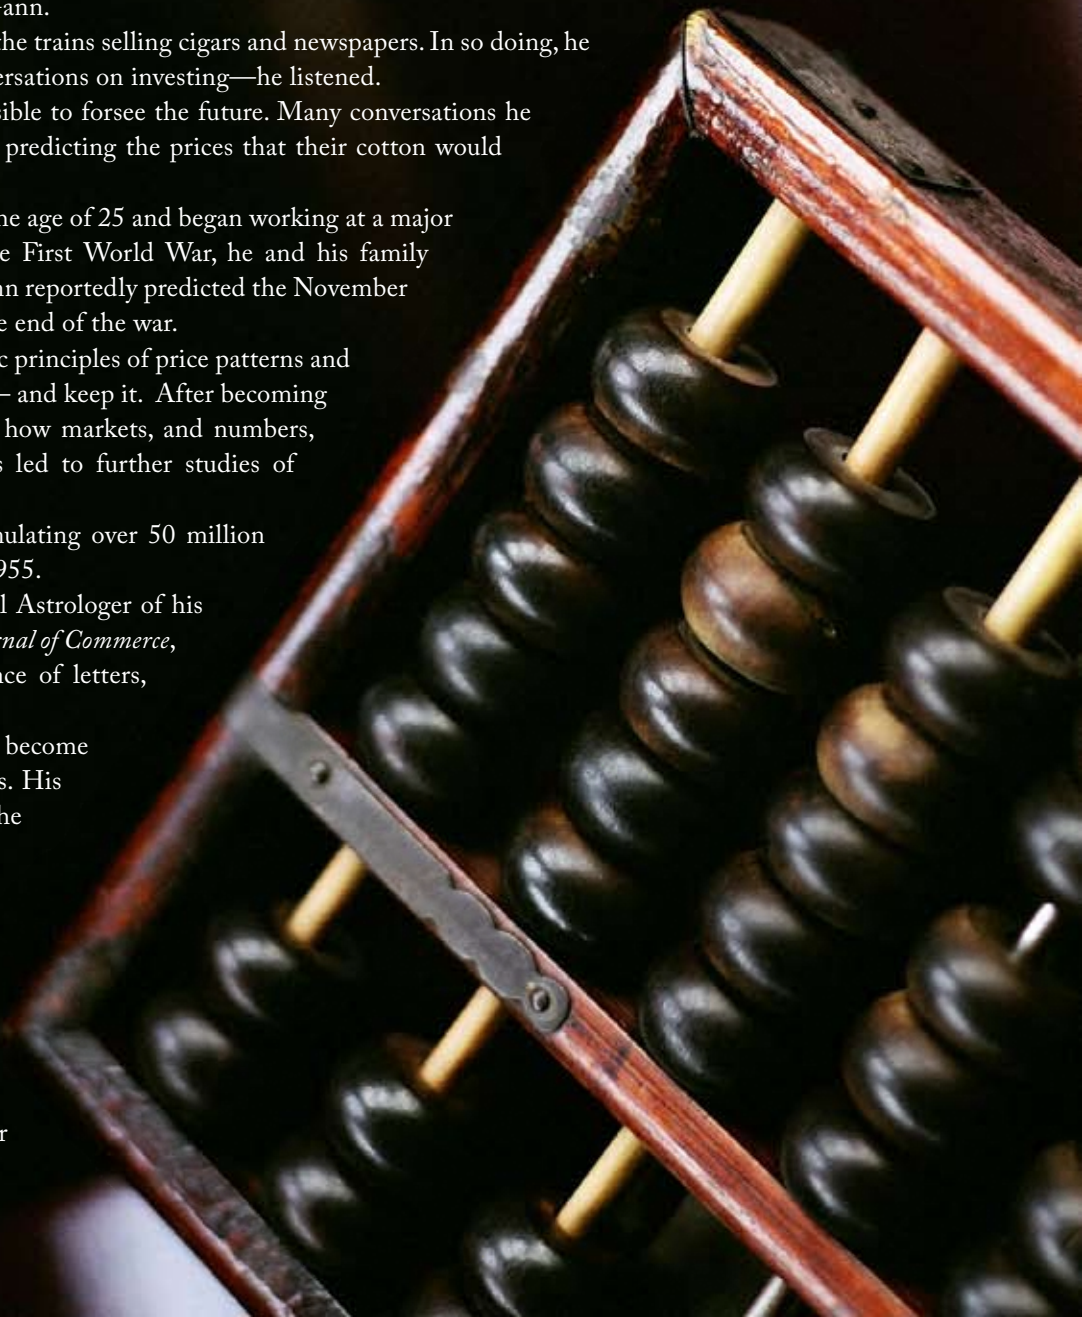 ann.
the trains selling cigars and newspapers. In so doing, he
ersations on investing—he listened.
sible to forsee the future. Many conversations he
predicting the prices that their cotton would
he age of 25 and began working at a major
e First World War, he and his family
nn reportedly predicted the November
e end of the war.
c principles of price patterns and
– and keep it. After becoming
how markets, and numbers,
s led to further studies of
mulating over 50 million
955.
l Astrologer of his
rnal of Commerce,
nce of letters,
become
s. His
he
r